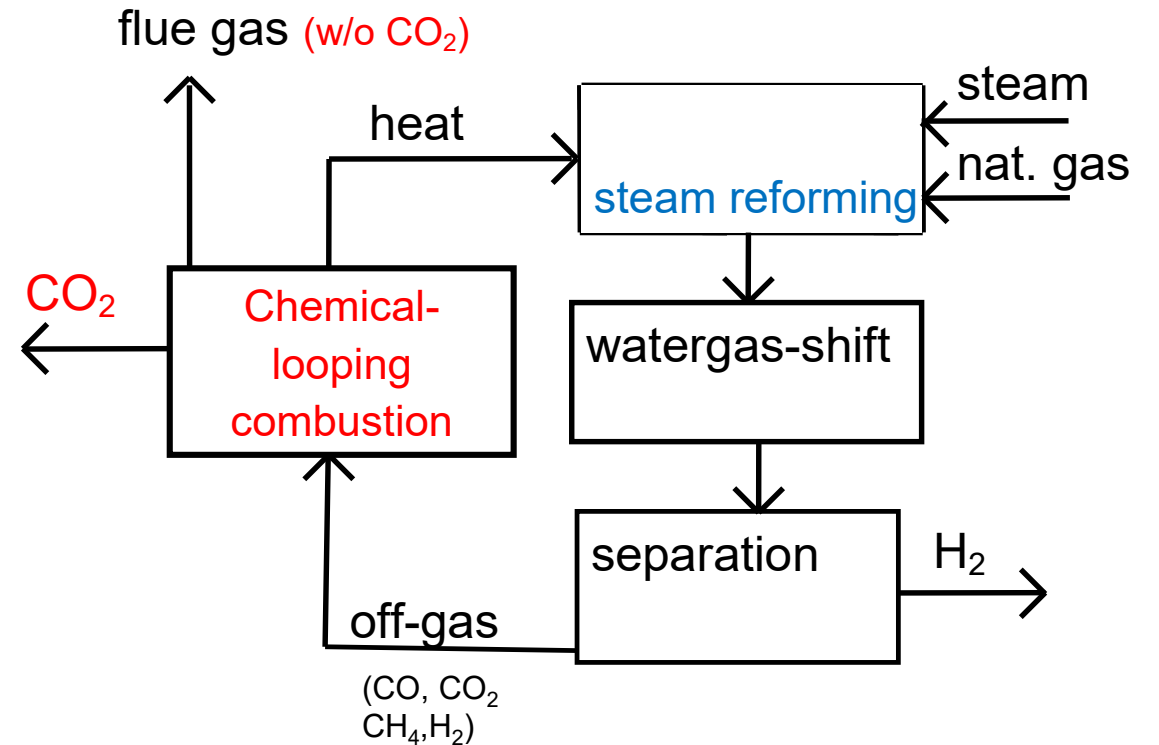 flue gas (w/o CO₂)
steam
heat
nat. gas
steam reforming
CO₂
Chemical-
looping
combustion
watergas-shift
separation
H₂
off-gas
(CO, CO₂
CH₄,H₂)